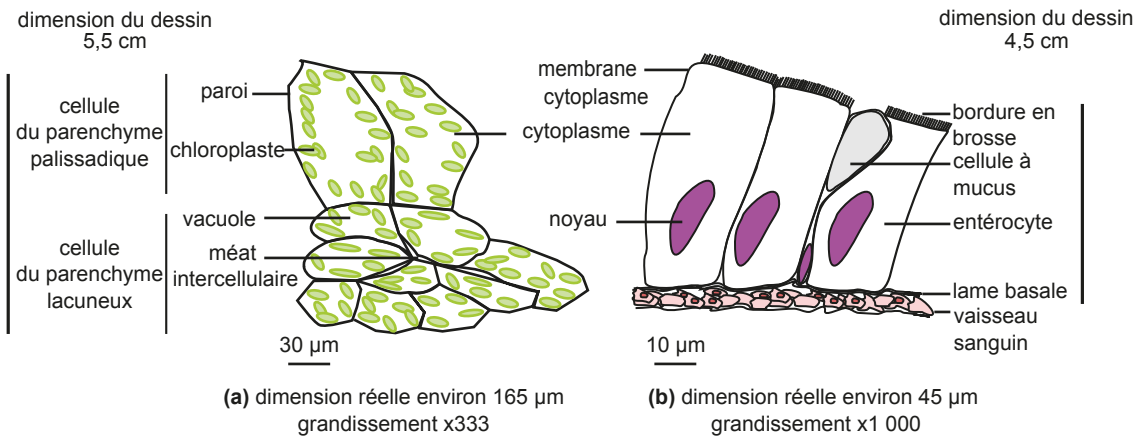 dimension du dessin
5,5 cm
cellule
du parenchyme
palissadique
cellule
du parenchyme
lacuneux
paroi
chloroplaste
vacuole
méat
intercellulaire
30 µm
(a) dimension réelle environ 165 µm
grandissement x333
membrane
cytoplasme
cytoplasme
noyau
10 µm
(b) dimension réelle environ 45 µm
grandissement x1 000
dimension du dessin
4,5 cm
bordure en
brosse
cellule à
mucus
entérocyte
lame basale
vaisseau
sanguin